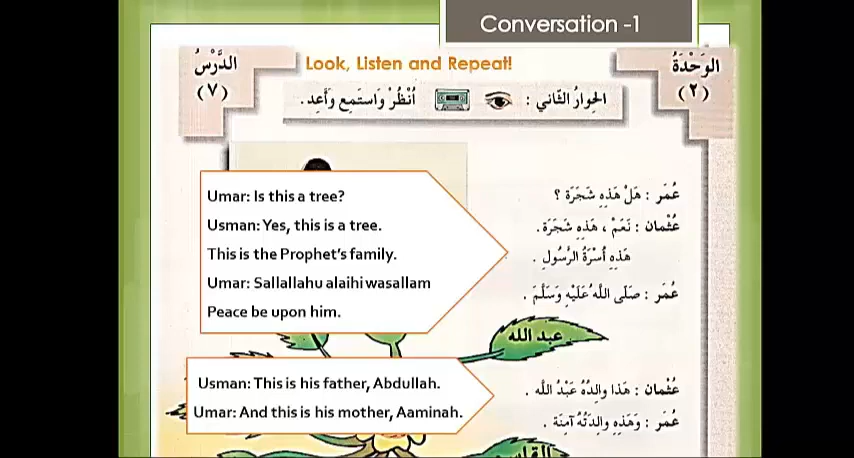 Conversation -1
الدَّرْسُ
(٧)
Look, Listen and Repeat!
الوَحْدَةُ
(٢)
الحِوارُ الثّاني : اُنْظُرْ وَاستَمِع وَأَعِد .
Umar: Is this a tree?
Usman: Yes, this is a tree.
This is the Prophet's family.
Umar: Sallallahu alaihi wasallam
Peace be upon him.
عُمَر : هَلْ هَذِهِ شَجَرَة ؟
عُثْمان : نَعَمْ ، هَذِهِ شَجَرَة .
هَذِهِ أُسْرَةُ الرَّسُولِ .
عُمَر : صَلَى اللَّه ُ عَلَيْهِ وَسَلَّمَ .
عبد الله
Usman: This is his father, Abdullah.
Umar: And this is his mother, Aaminah.
عُثْمان : هَذا والِدُهُ عَبْدُ اللَّه .
عُمَر : وَهَذِهِ والِدَتُهُ آمِنَة .